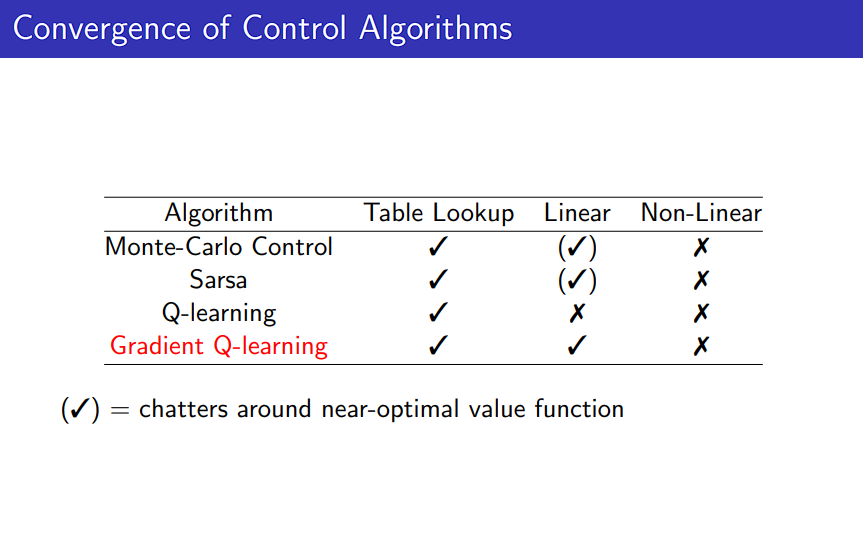 Convergence of Control Algorithms
Algorithm Table Lookup Linear Non-Linear
Monte-Carlo Control ✓ (✓) ✗
Sarsa ✓ (✓) ✗
Q-learning ✓ ✗ ✗
Gradient Q-learning ✓ ✓ ✗
(✓) = chatters around near-optimal value function